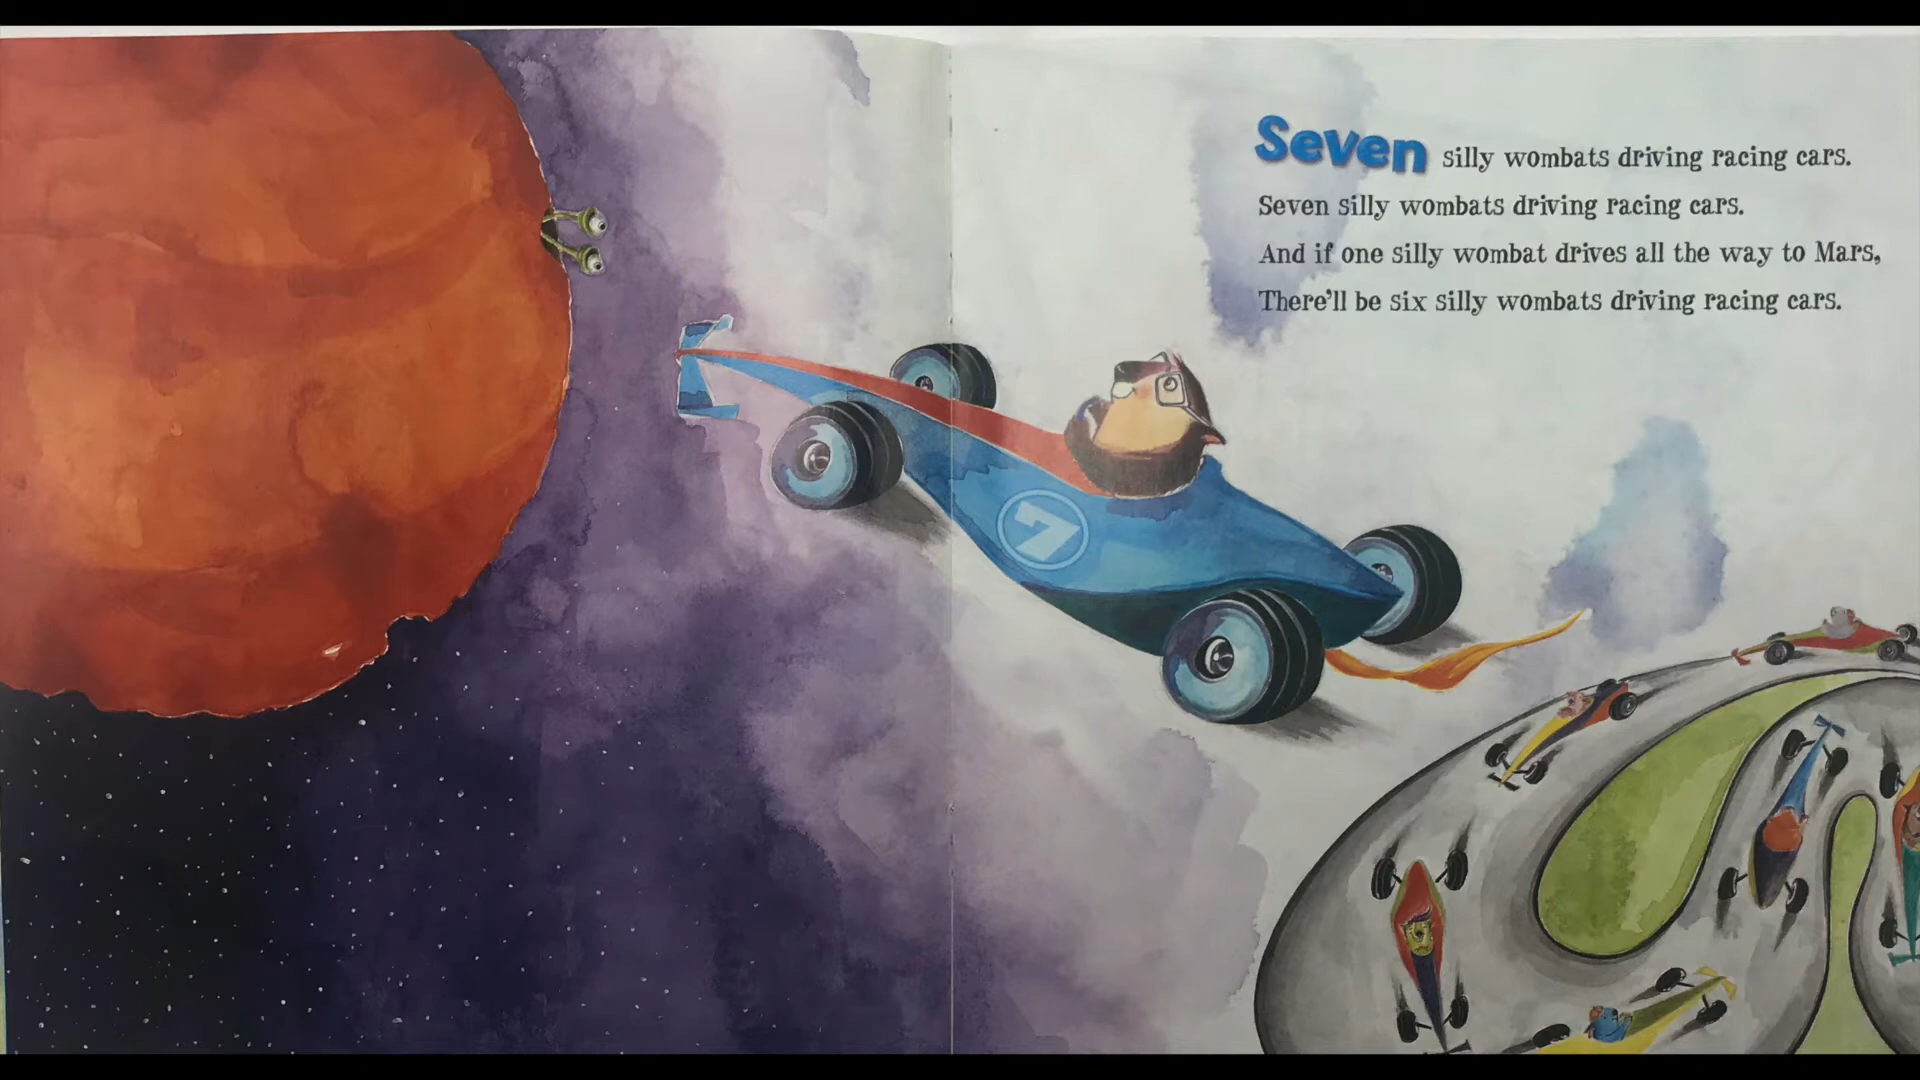 Seven silly wombats driving racing cars.
Seven silly wombats driving racing cars.
And if one silly wombat drives all the way to Mars,
There'll be six silly wombats driving racing cars.
7